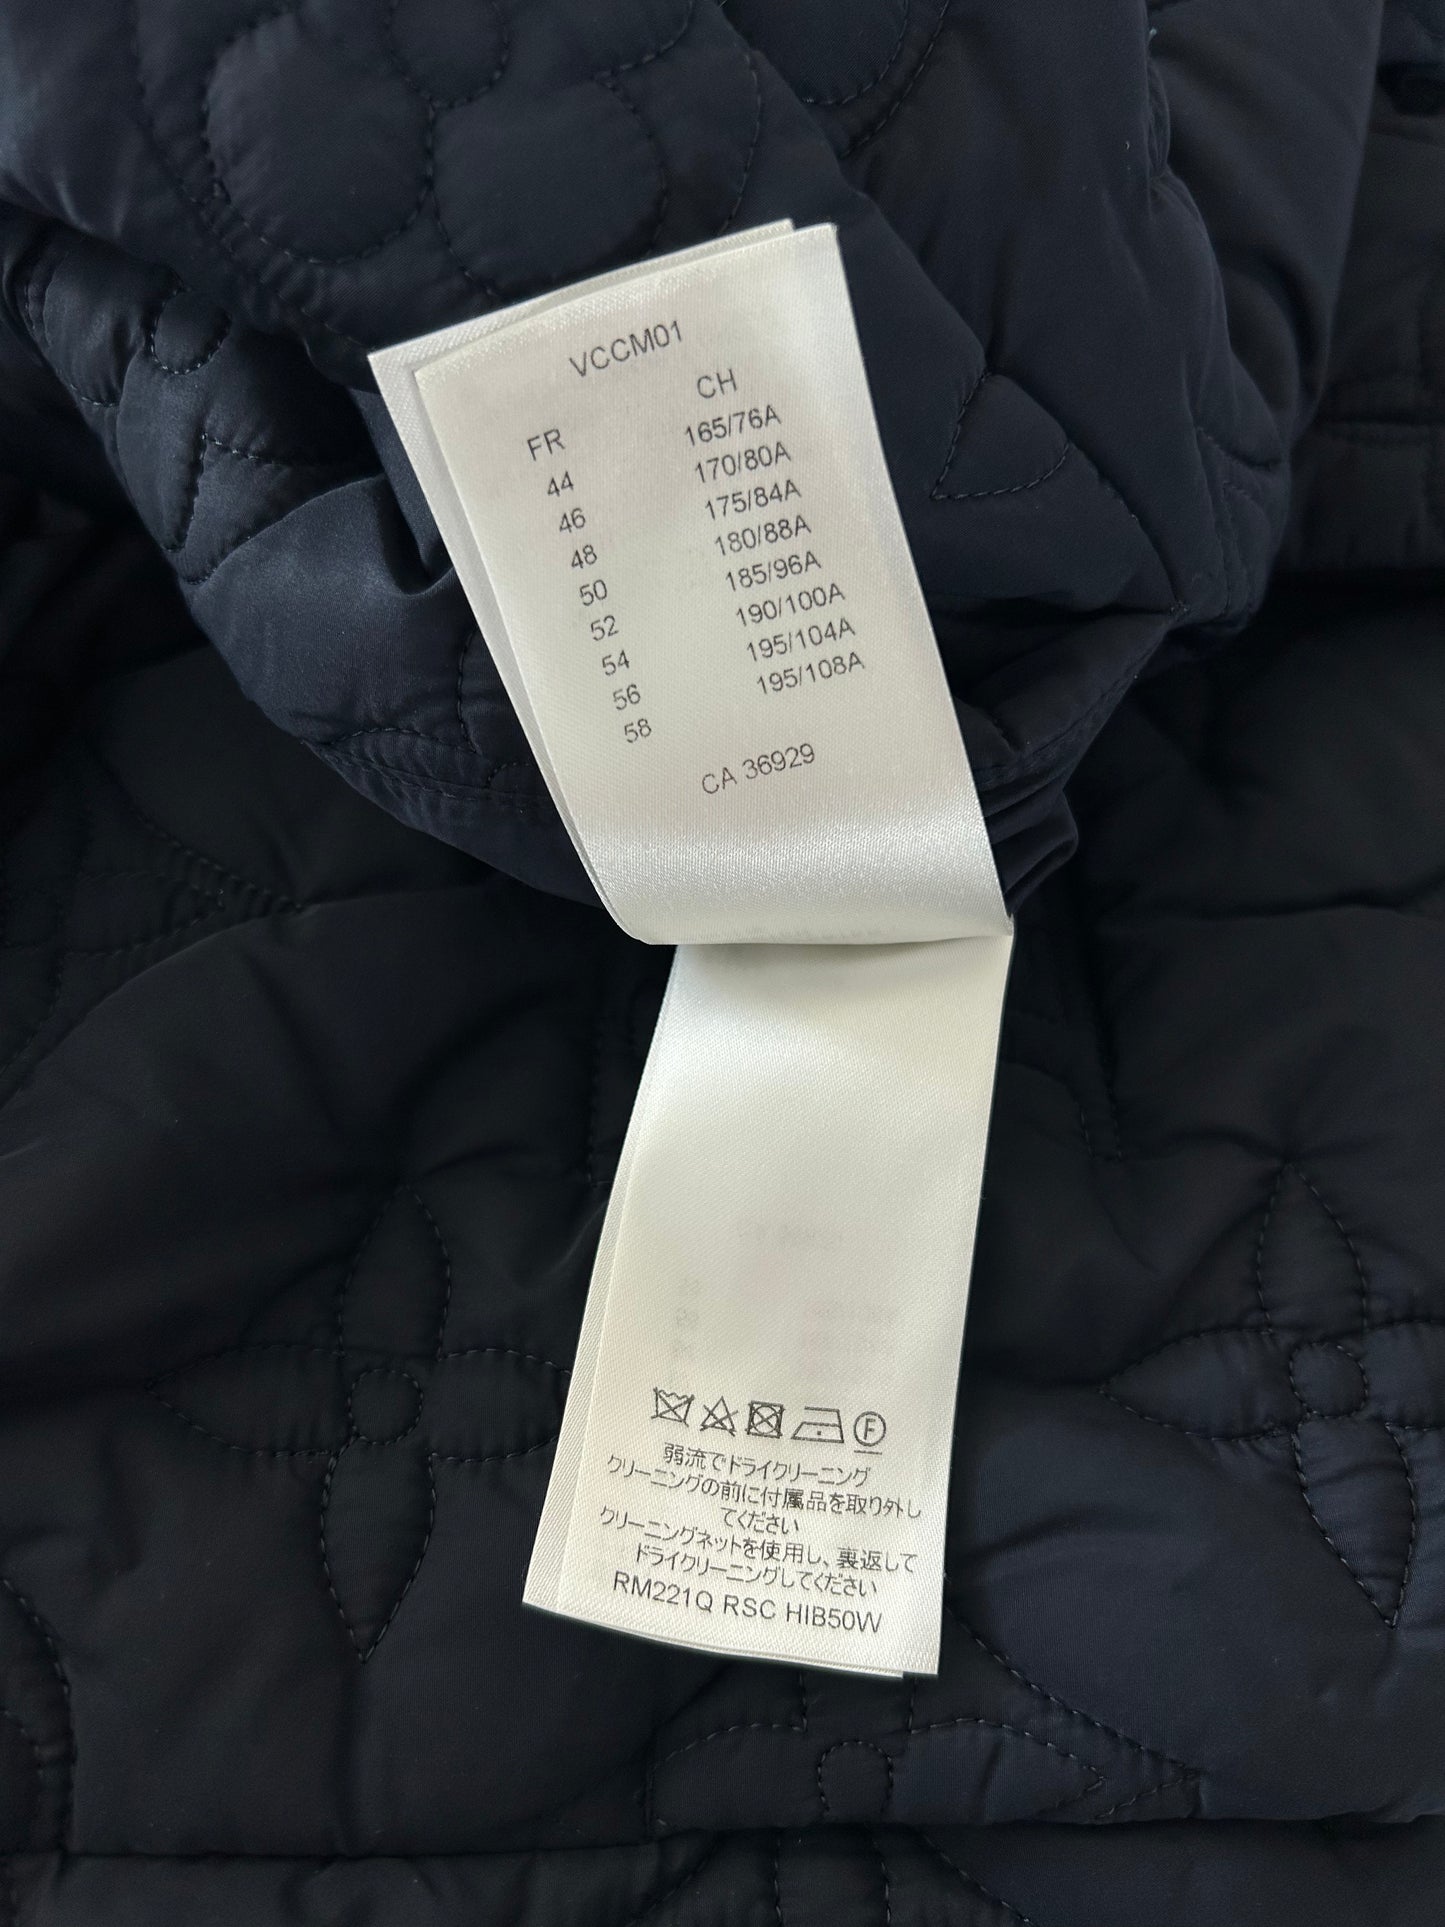 VCCM01
FR CH
44 165/76A
46 170/80A
48 175/84A
50 180/88A
52 185/96A
54 190/100A
56 195/104A
58 195/108A
CA 36929
F
弱流でドライクリーニング
クリーニングの前に付属品を取り外し
てください
クリーニングネットを使用し、裏返して
ドライクリーニングしてください
RM221Q RSC HIB50W